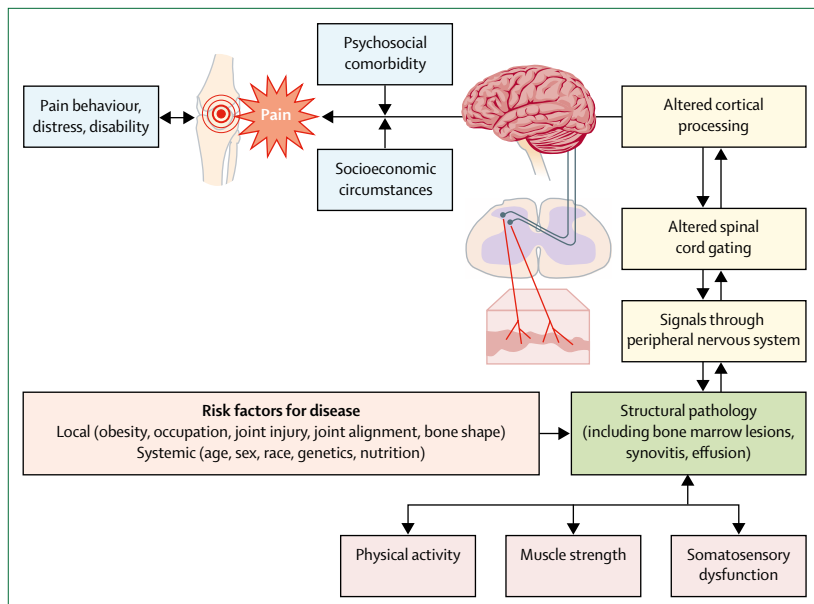 Psychosocial
comorbidity
Pain behaviour,
distress, disability
Pain
Altered cortical
processing
Socioeconomic
circumstances
Altered spinal
cord gating
Signals through
peripheral nervous system
Risk factors for disease
Local (obesity, occupation, joint injury, joint alignment, bone shape)
Systemic (age, sex, race, genetics, nutrition)
Structural pathology
(including bone marrow lesions,
synovitis, effusion)
Physical activity
Muscle strength
Somatosensory
dysfunction